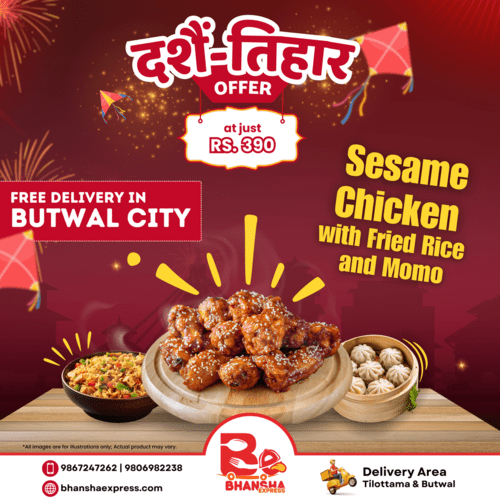 दशैं-तिहार
OFFER
at just
RS. 390
Sesame
Chicken
with Fried Rice
and Momo
FREE DELIVERY IN
BUTWAL CITY
*All images are for illustrations only; Actual product may vary.
9867247262 | 9806982238
bhanshaexpress.com
Be
BHANSHA
EXPRESS
Delivery Area
Tilottama & Butwal